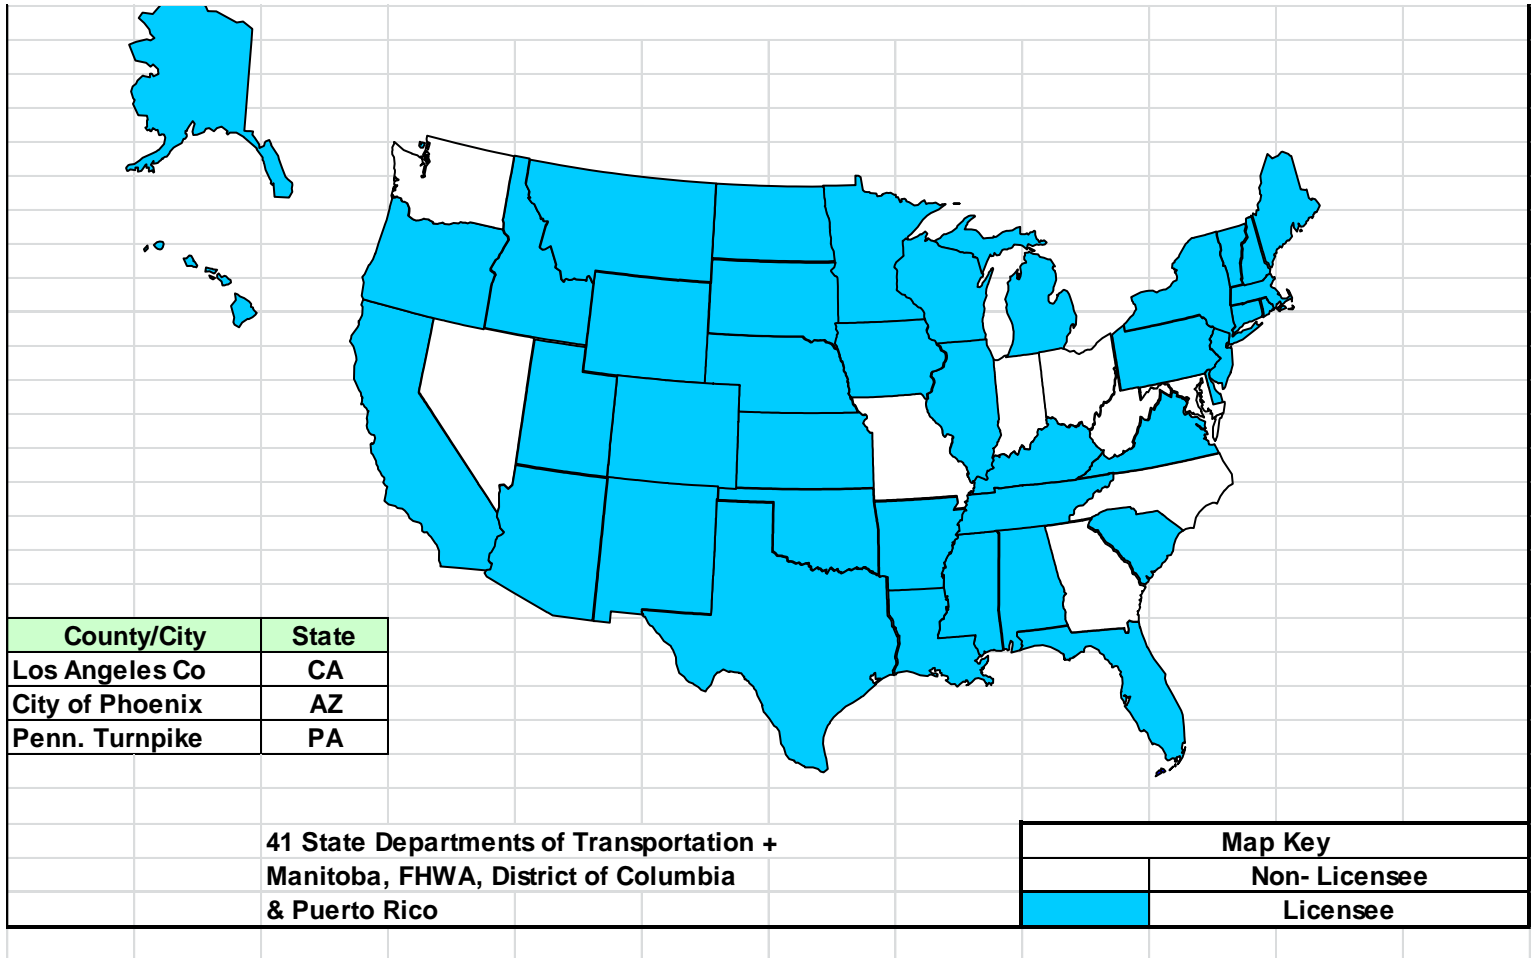 County/City State
Los Angeles Co CA
City of Phoenix AZ
Penn. Turnpike PA
41 State Departments of Transportation +
Manitoba, FHWA, District of Columbia
& Puerto Rico
Map Key
Non- Licensee
Licensee